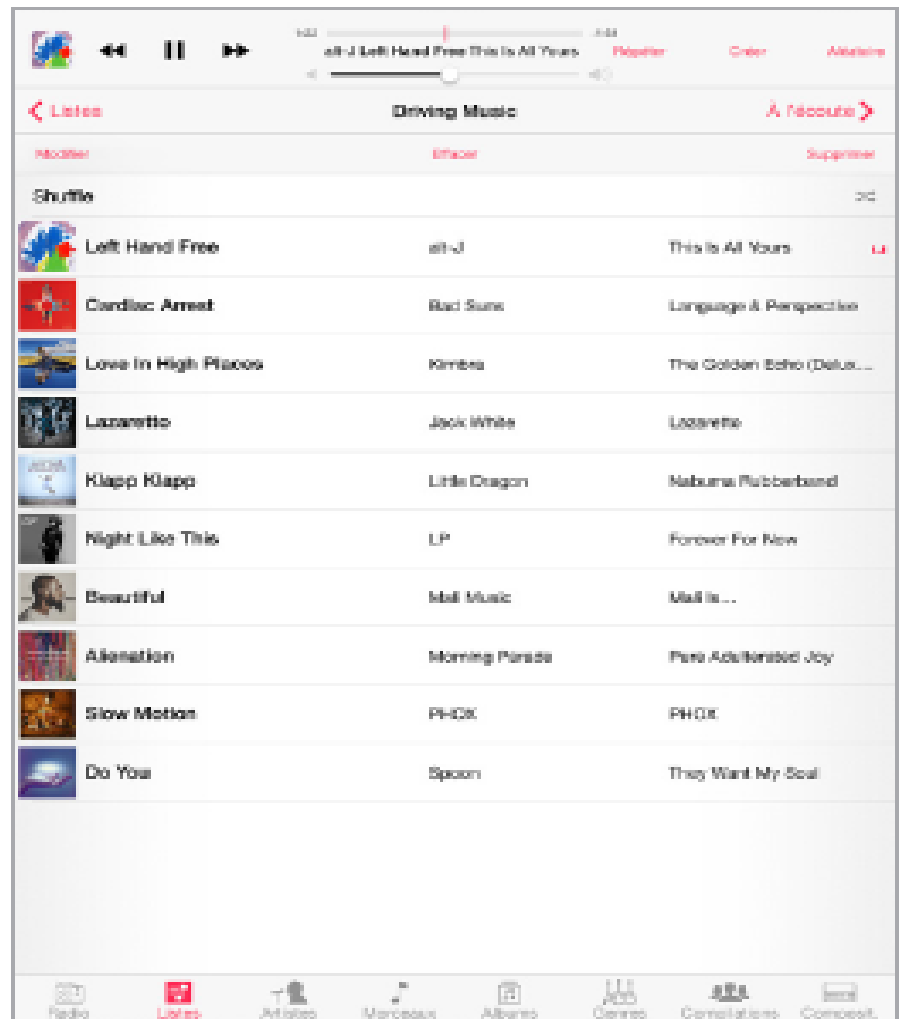 alt-J Left Hand Free This Is All Yours
Répéter Créer Aléatoire
Listes Driving Music À l'écoute
Modifier Effacer Supprimer
Shuffle
Left Hand Free alt-J This Is All Yours
Cardiac Arrest Bad Suns Language & Perspective
Love In High Places Kimbra The Golden Echo (Delux...
Lazaretto Jack White Lazaretto
Klapp Klapp Little Dragon Nabuma Rubberband
Night Like This LP Forever For Now
Beautiful Mali Music Mali Is...
Alienation Morning Parade Pure Adulterated Joy
Slow Motion PHOX PHOX
Do You Spoon They Want My Soul
Radio Listes Artistes Morceaux Albums Genres Compilations Composit.